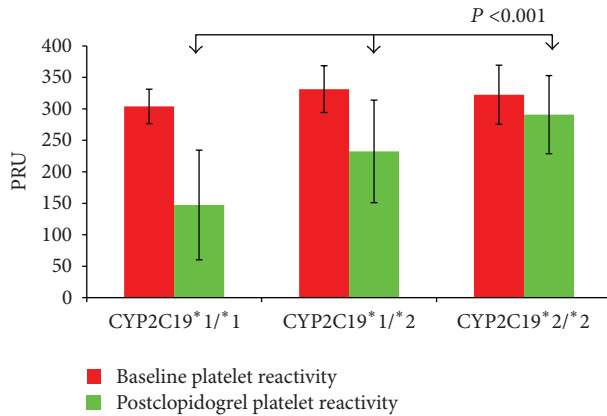 P <0.001
400
350
300
250
200
150
100
50
0
PRU
CYP2C19*1/*1
CYP2C19*1/*2
CYP2C19*2/*2
Baseline platelet reactivity
Postclopidogrel platelet reactivity